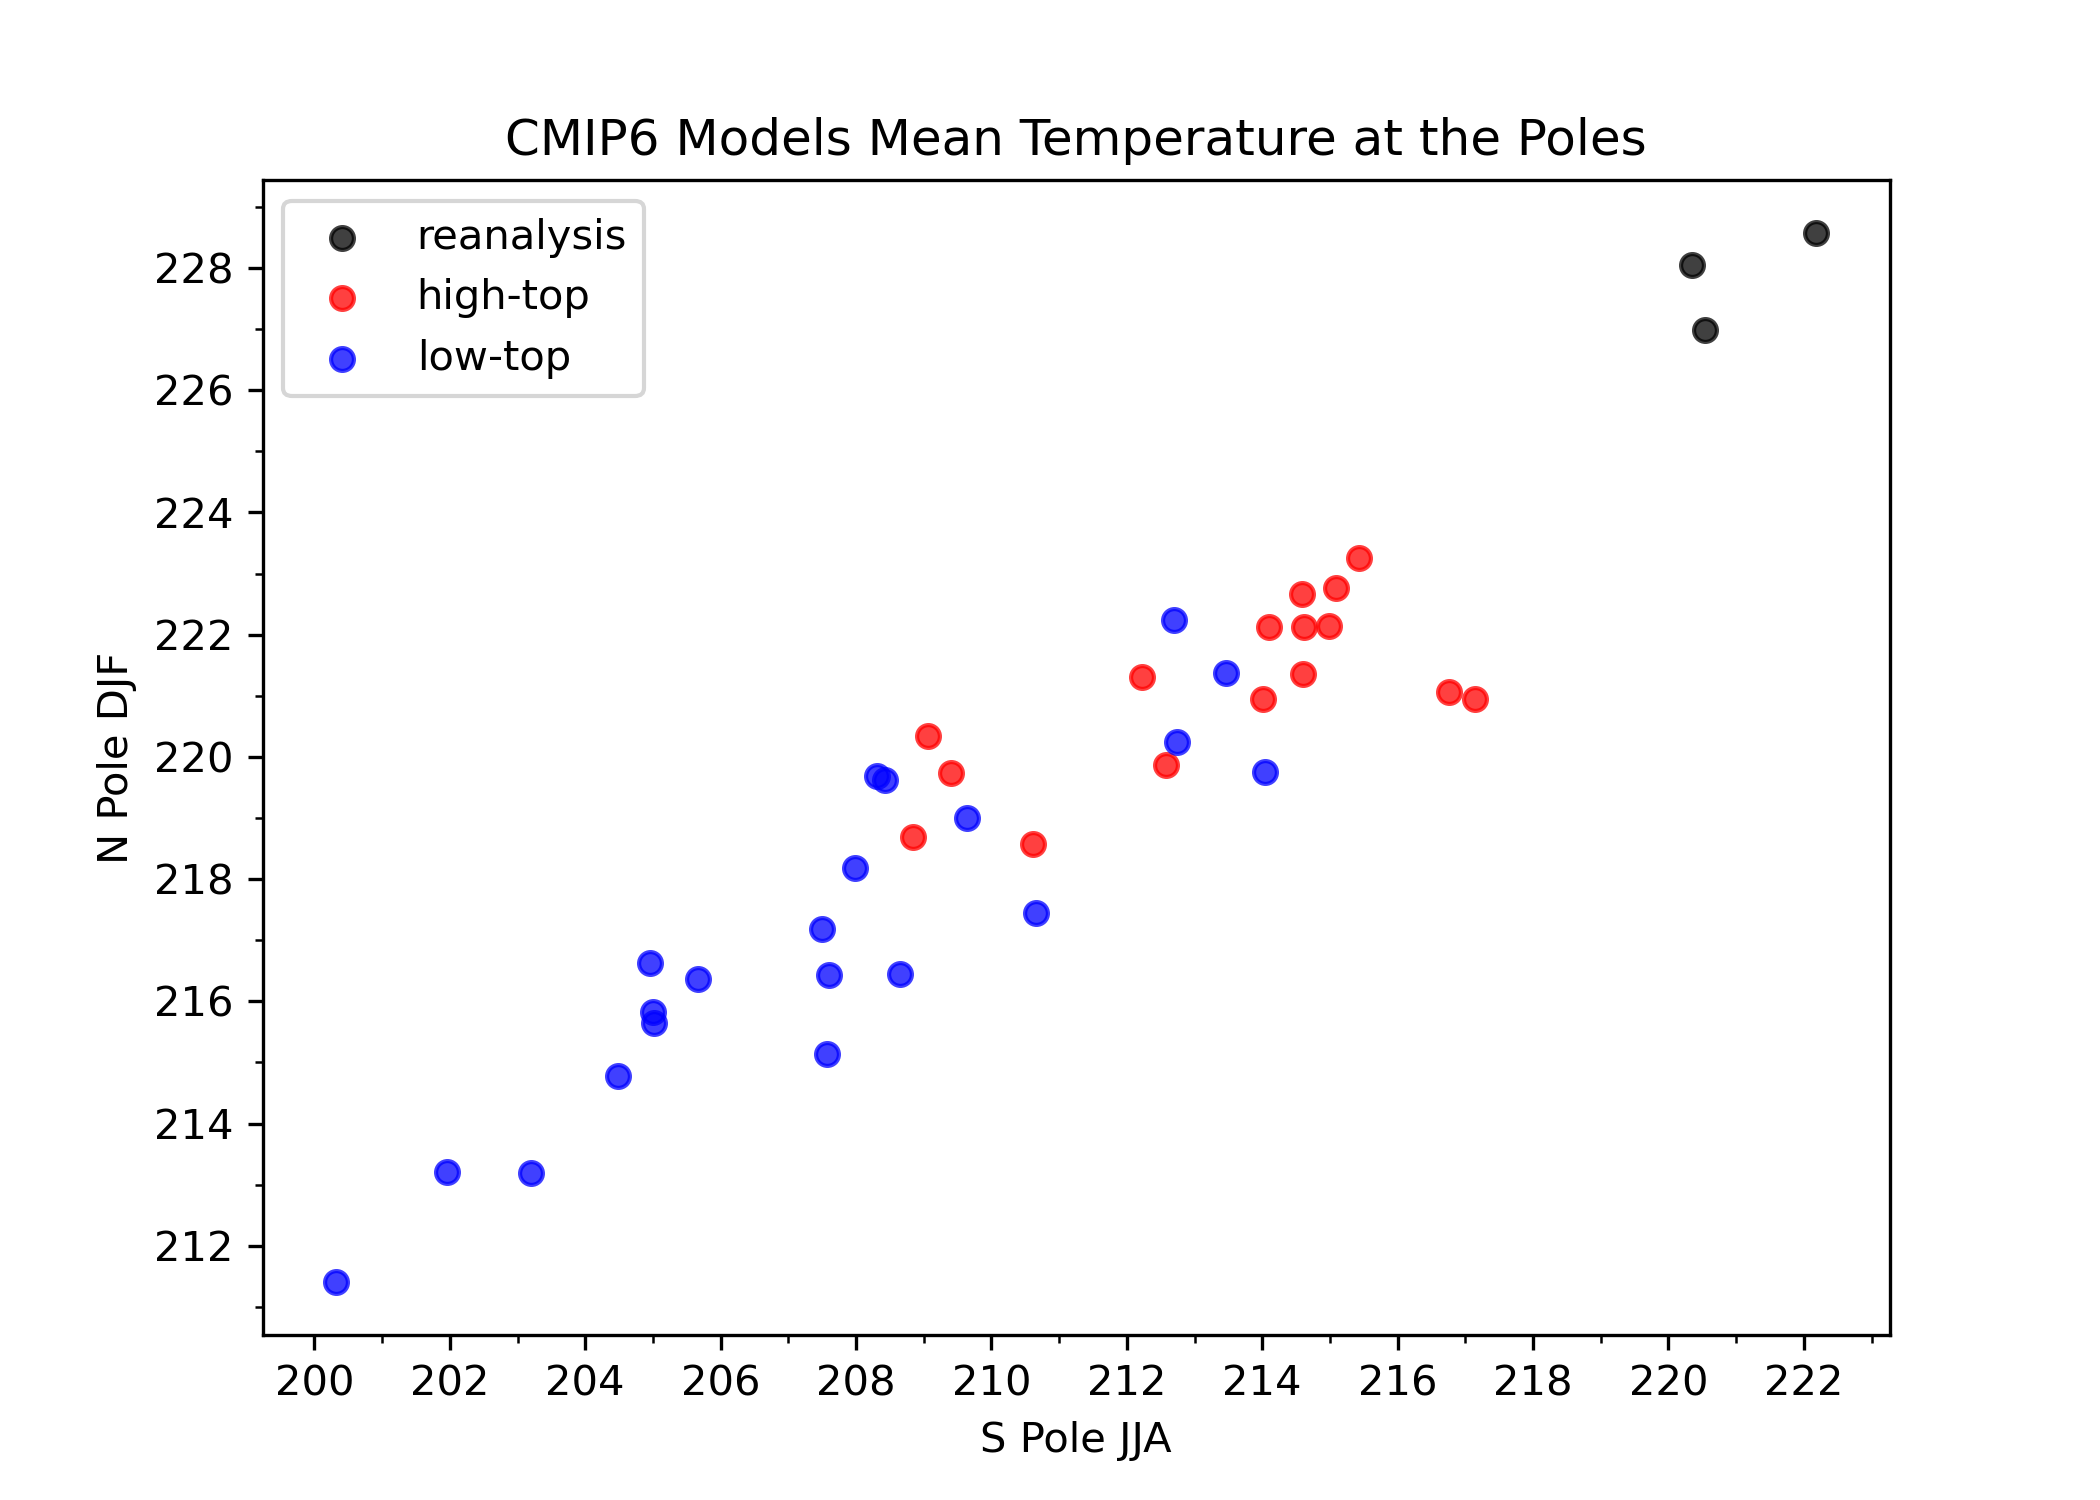 CMIP6 Models Mean Temperature at the Poles
reanalysis
high-top
low-top
N Pole DJF
228
226
224
222
220
218
216
214
212
200 202 204 206 208 210 212 214 216 218 220 222
S Pole JJA